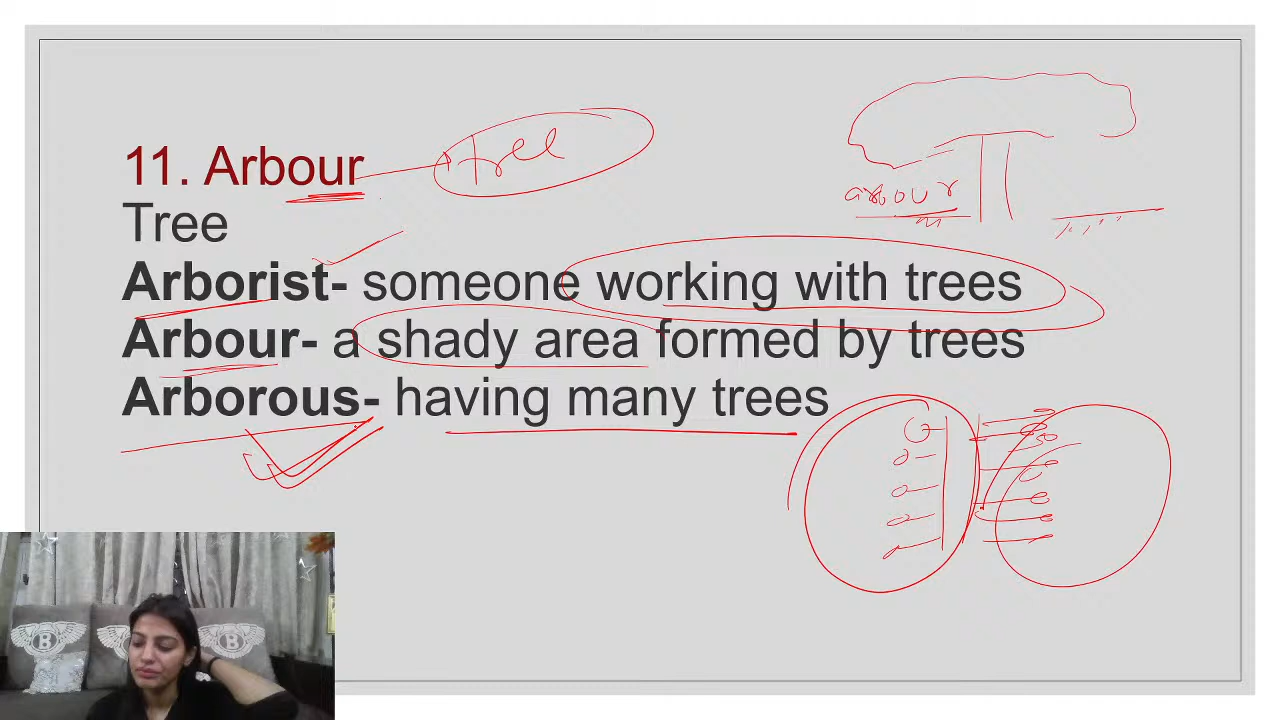 11. Arbour
tree
Tree
arbour
Arborist- someone working with trees
Arbour- a shady area formed by trees
Arborous- having many trees
B
B